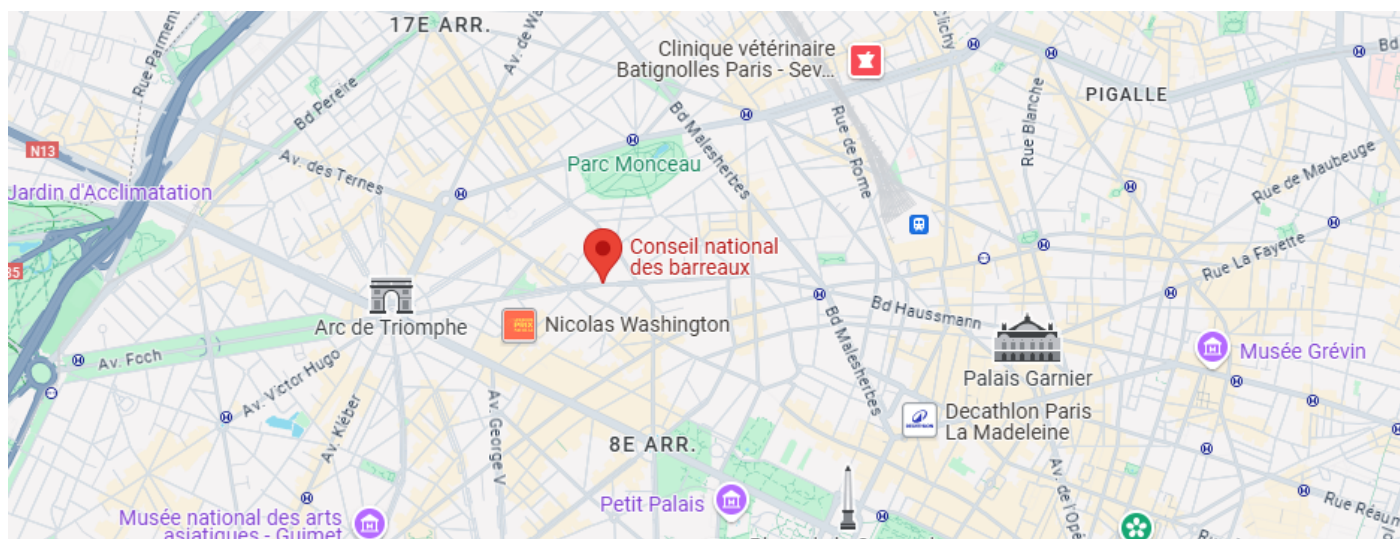 17E ARR.
Rue Parment
Av. de Wa
Clichy
Clinique vétérinaire
Batignolles Paris - Sev...
Bd
PIGALLE
Bd Pereire
Bd Malesherbes
Rue de Rome
Rue Blanche
N13
Av. des Ternes
Parc Monceau
Rue de Maubeuge
Jardin d'Acclimatation
Conseil national
des barreaux
Rue La Fayette
35
Arc de Triomphe
Nicolas Washington
Bd Haussmann
Bd Malesherbes
Av. Foch
Av. Victor Hugo
Palais Garnier
Musée Grévin
Av. Kléber
Av. George V
Decathlon Paris
La Madeleine
8E ARR.
Av. de l'Opé
Petit Palais
Rue Réaum
Musée national des arts
asiatiques - Guimet